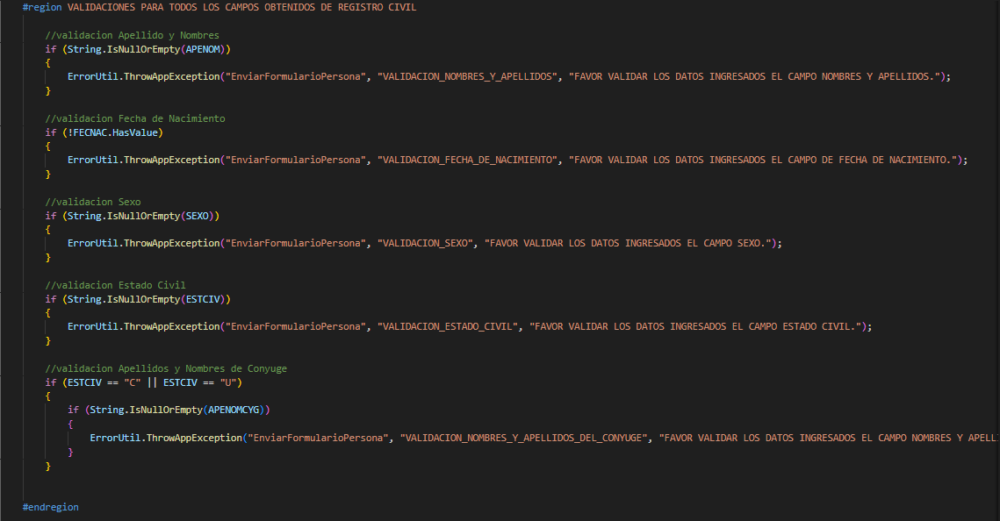 #region VALIDACIONES PARA TODOS LOS CAMPOS OBTENIDOS DE REGISTRO CIVIL
//validacion Apellido y Nombres
if (String.IsNullOrEmpty(APENOM))
{
ErrorUtil.ThrowAppException("EnviarFormularioPersona", "VALIDACION_NOMBRES_Y_APELLIDOS", "FAVOR VALIDAR LOS DATOS INGRESADOS EL CAMPO NOMBRES Y APELLIDOS.");
}
//validacion Fecha de Nacimiento
if (!FECNAC.HasValue)
{
ErrorUtil.ThrowAppException("EnviarFormularioPersona", "VALIDACION_FECHA_DE_NACIMIENTO", "FAVOR VALIDAR LOS DATOS INGRESADOS EL CAMPO DE FECHA DE NACIMIENTO.");
}
//validacion Sexo
if (String.IsNullOrEmpty(SEXO))
{
ErrorUtil.ThrowAppException("EnviarFormularioPersona", "VALIDACION_SEXO", "FAVOR VALIDAR LOS DATOS INGRESADOS EL CAMPO SEXO.");
}
//validacion Estado Civil
if (String.IsNullOrEmpty(ESTCIV))
{
ErrorUtil.ThrowAppException("EnviarFormularioPersona", "VALIDACION_ESTADO_CIVIL", "FAVOR VALIDAR LOS DATOS INGRESADOS EL CAMPO ESTADO CIVIL.");
}
//validacion Apellidos y Nombres de Conyuge
if (ESTCIV == "C" || ESTCIV == "U")
{
if (String.IsNullOrEmpty(APENOMCYG))
{
ErrorUtil.ThrowAppException("EnviarFormularioPersona", "VALIDACION_NOMBRES_Y_APELLIDOS_DEL_CONYUGE", "FAVOR VALIDAR LOS DATOS INGRESADOS EL CAMPO NOMBRES Y APELL
}
}
#endregion